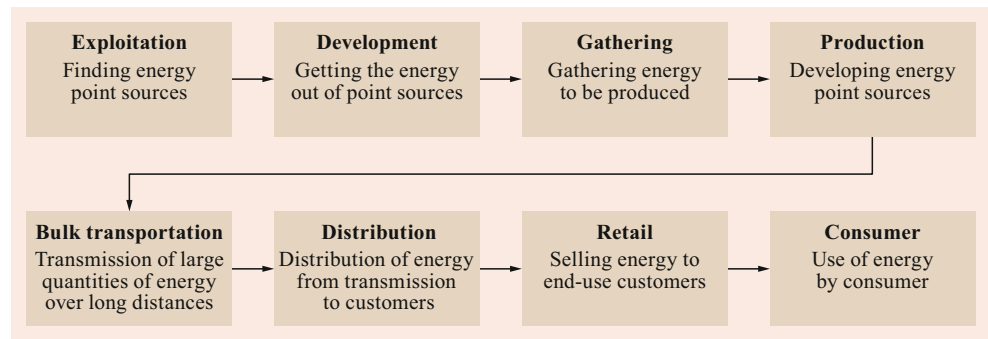 Exploitation
Finding energy
point sources
Development
Getting the energy
out of point sources
Gathering
Gathering energy
to be produced
Production
Developing energy
point sources
Bulk transportation
Transmission of large
quantities of energy
over long distances
Distribution
Distribution of energy
from transmission
to customers
Retail
Selling energy to
end-use customers
Consumer
Use of energy
by consumer